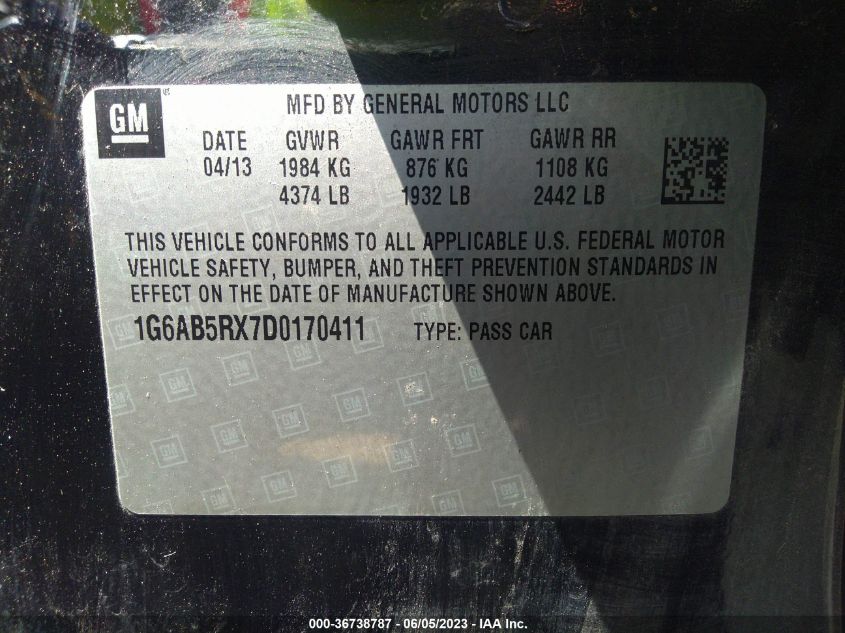 GM
MFD BY GENERAL MOTORS LLC
DATE GVWR GAWR FRT GAWR RR
04/13 1984 KG 876 KG 1108 KG
4374 LB 1932 LB 2442 LB
THIS VEHICLE CONFORMS TO ALL APPLICABLE U.S. FEDERAL MOTOR
VEHICLE SAFETY, BUMPER, AND THEFT PREVENTION STANDARDS IN
EFFECT ON THE DATE OF MANUFACTURE SHOWN ABOVE.
1G6AB5RX7D0170411 TYPE: PASS CAR
000-36738787 - 06/05/2023 - IAA Inc.